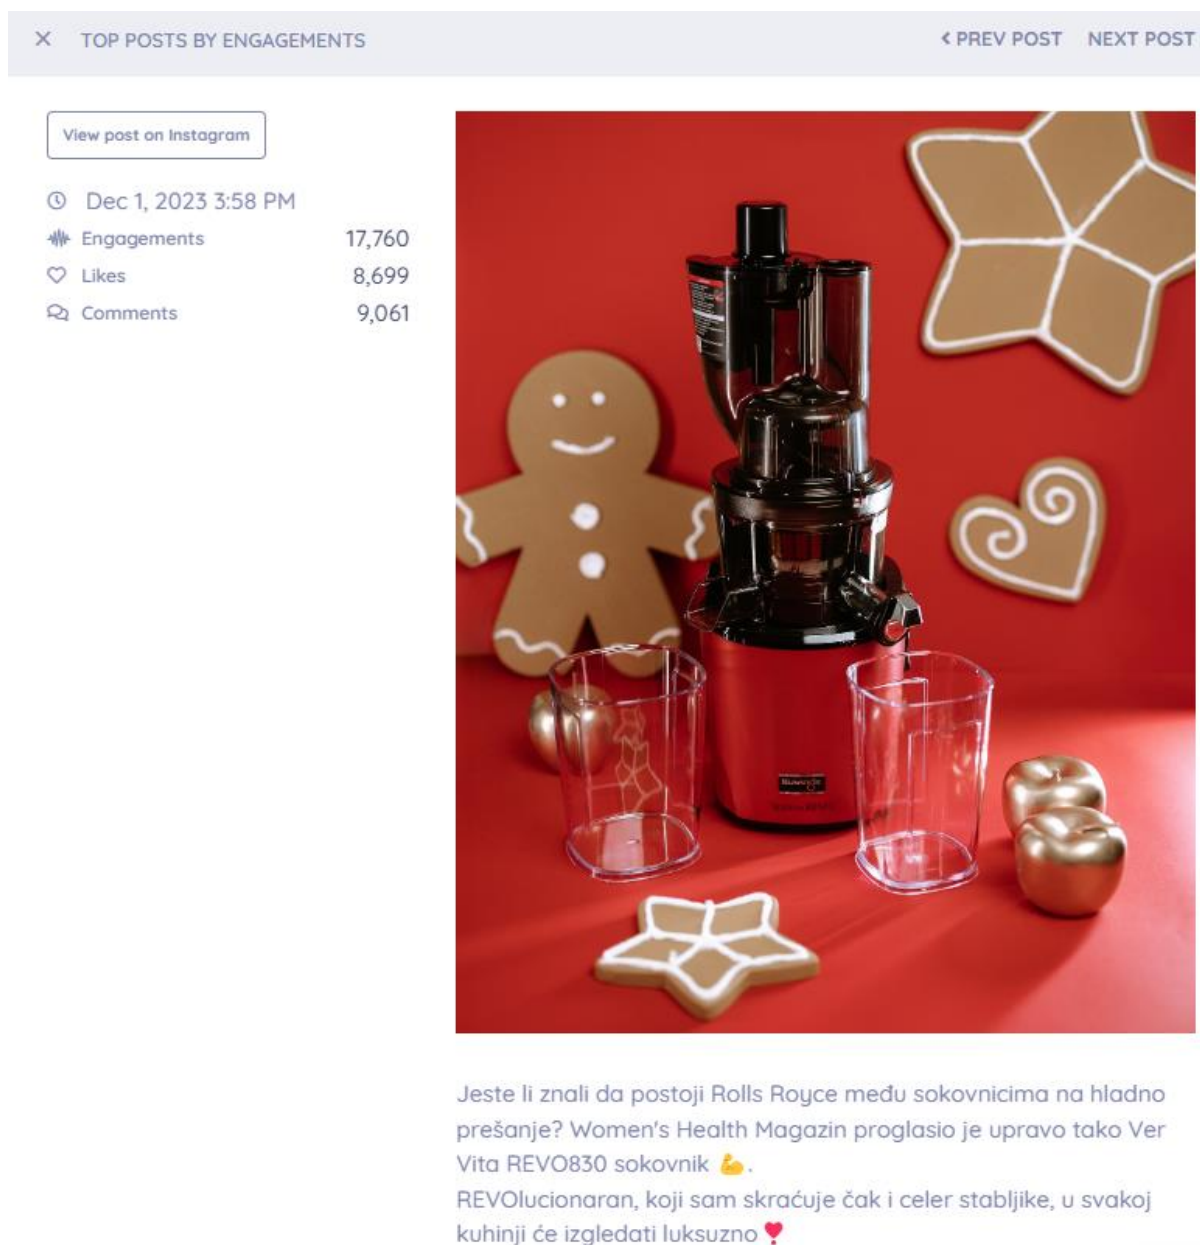 TOP POSTS BY ENGAGEMENTS
PREV POST
NEXT POST
View post on Instagram
Dec 1, 2023 3:58 PM
Engagements 17,760
Likes 8,699
Comments 9,061
Jeste li znali da postoji Rolls Royce među sokovnicima na hladno
prešanje? Women's Health Magazin proglasio je upravo tako Ver
Vita REVO830 sokovnik 💪.
REVOlucionaran, koji sam skraćuje čak i celer stabljike, u svakoj
kuhinji će izgledati luksuzno❣️